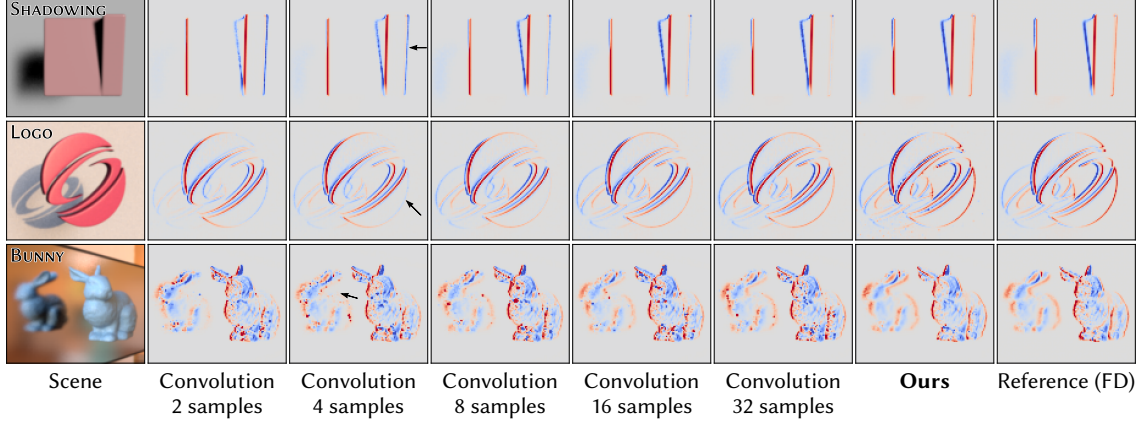 SHADOWING
LOGO
BUNNY
Scene
Convolution
2 samples
Convolution
4 samples
Convolution
8 samples
Convolution
16 samples
Convolution
32 samples
Ours
Reference (FD)